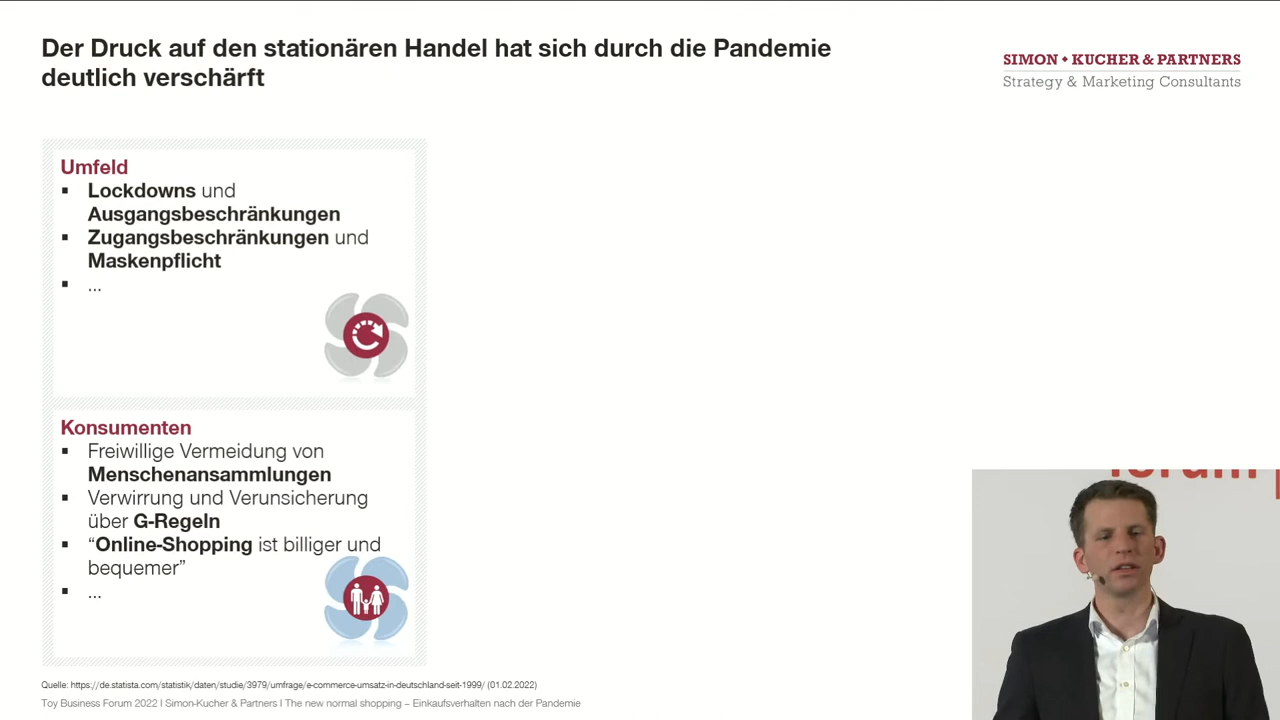 Der Druck auf den stationären Handel hat sich durch die Pandemie
deutlich verschärft
SIMON • KUCHER & PARTNERS
Strategy & Marketing Consultants
Umfeld
▪ Lockdowns und
Ausgangsbeschränkungen
▪ Zugangsbeschränkungen und
Maskenpflicht
▪ ...
Konsumenten
▪ Freiwillige Vermeidung von
Menschenansammlungen
▪ Verwirrung und Verunsicherung
über G-Regeln
▪ “Online-Shopping ist billiger und
bequemer”
▪ ...
forum
Quelle: https://de.statista.com/statistik/daten/studie/3979/umfrage/e-commerce-umsatz-in-deutschland-seit-1999/ (01.02.2022)
Toy Business Forum 2022 I Simon-Kucher & Partners I The new normal shopping – Einkaufsverhalten nach der Pandemie